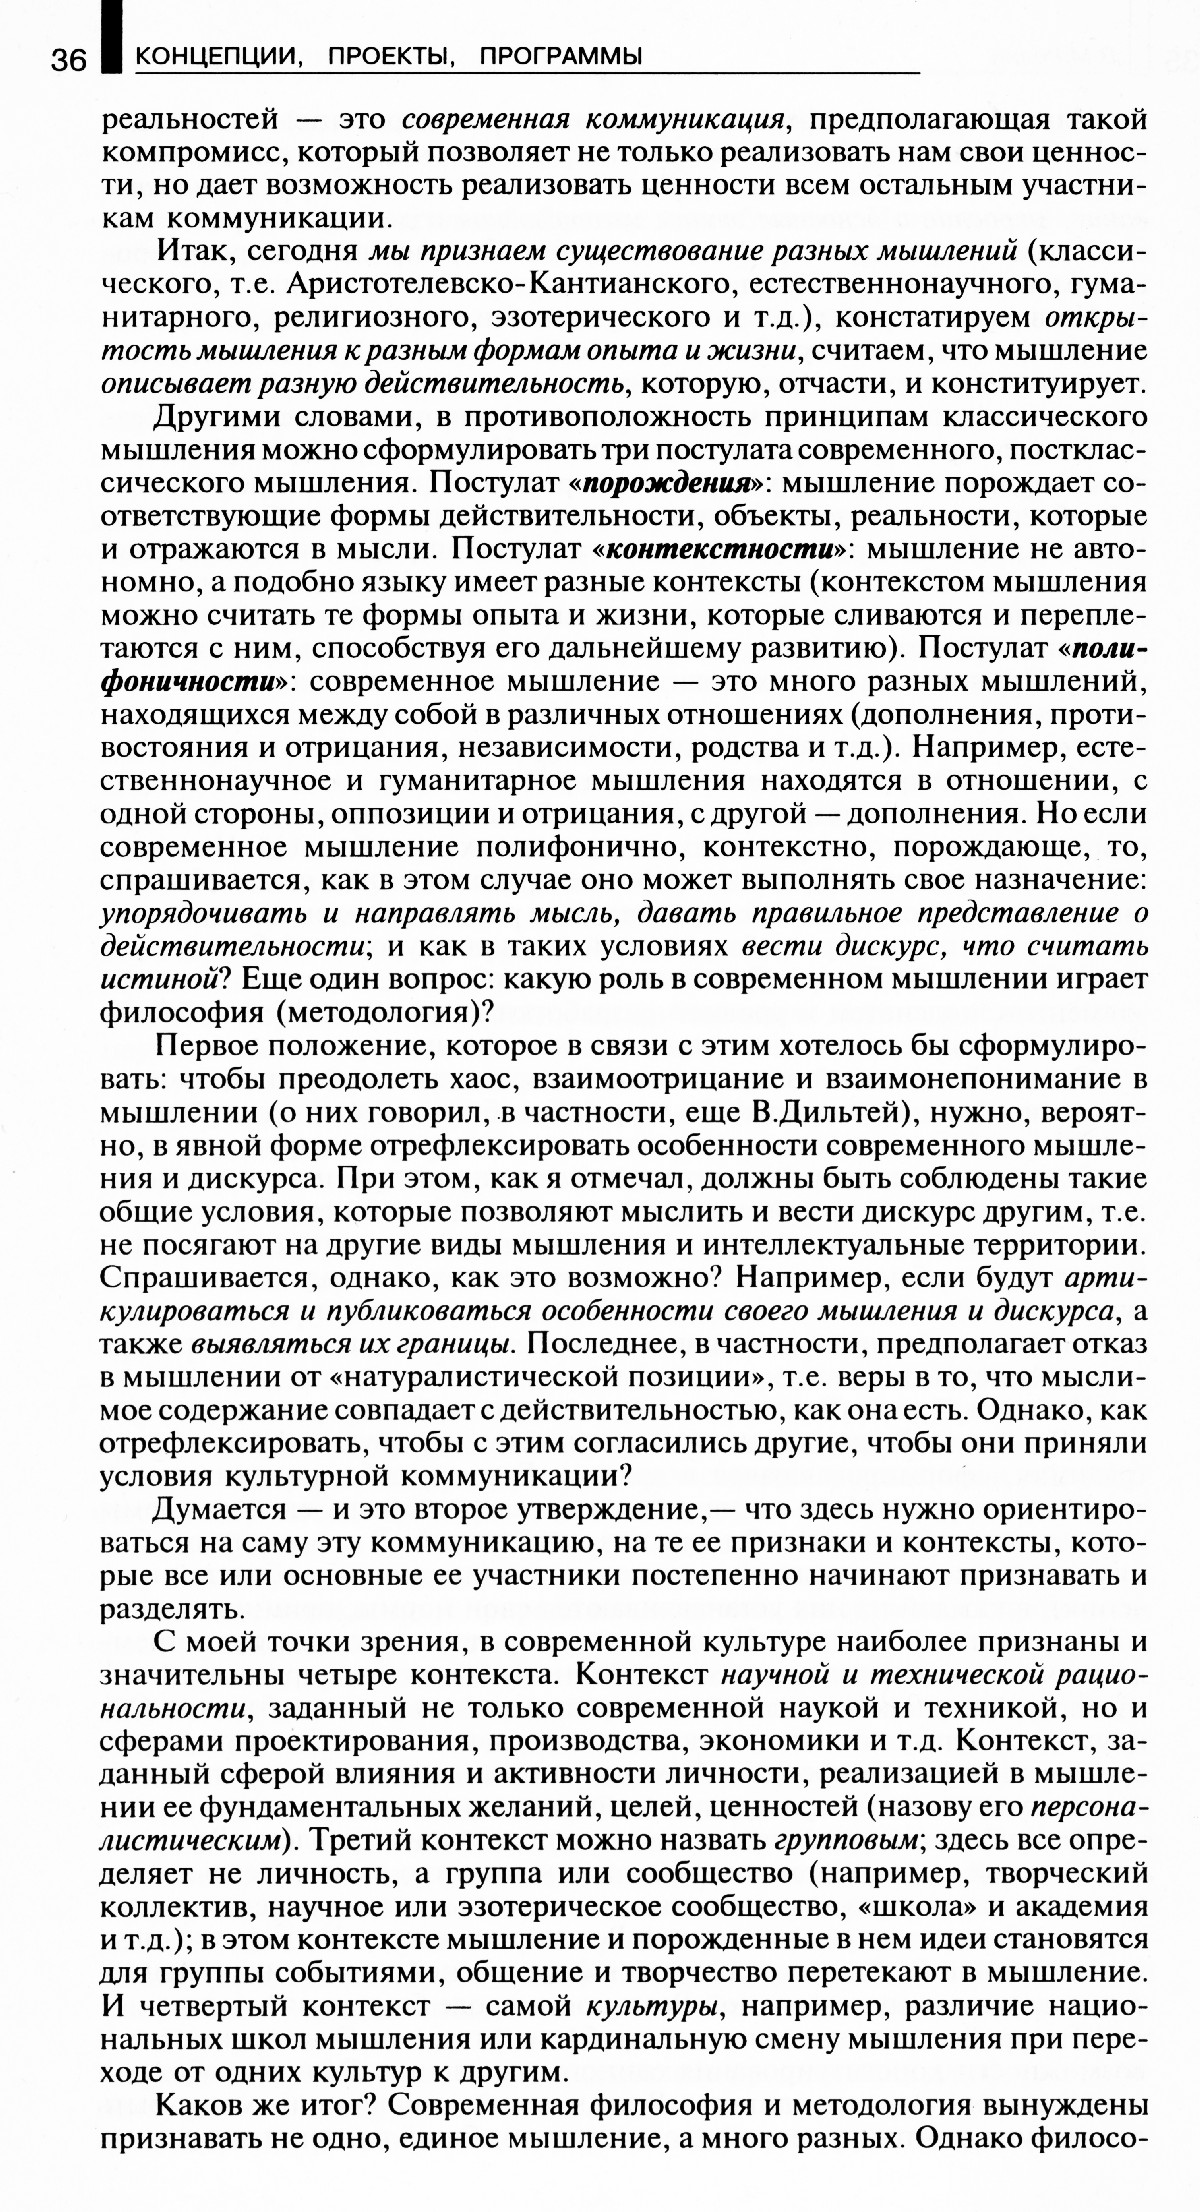 36 КОНЦЕПЦИИ, ПРОЕКТЫ, ПРОГРАММЫ
реальностей — это современная коммуникация, предполагающая такой
компромисс, который позволяет не только реализовать нам свои ценнос-
ти, но дает возможность реализовать ценности всем остальным участни-
кам коммуникации.
Итак, сегодня мы признаем существование разных мышлений (класси-
ческого, т.е. Аристотелевско-Кантианского, естественнонаучного, гума-
нитарного, религиозного, эзотерического и т.д.), констатируем откры-
тость мышления к разным формам опыта и жизни, считаем, что мышление
описывает разную действительность, которую, отчасти, и конституирует.
Другими словами, в противоположность принципам классического
мышления можно сформулировать три постулата современного, постклас-
сического мышления. Постулат «порождения»: мышление порождает со-
ответствующие формы действительности, объекты, реальности, которые
и отражаются в мысли. Постулат «контекстности»: мышление не авто-
номно, а подобно языку имеет разные контексты (контекстом мышления
можно считать те формы опыта и жизни, которые сливаются и перепле-
таются с ним, способствуя его дальнейшему развитию). Постулат «поли-
фоничности»: современное мышление — это много разных мышлений,
находящихся между собой в различных отношениях (дополнения, проти-
востояния и отрицания, независимости, родства и т.д.). Например, есте-
ственнонаучное и гуманитарное мышления находятся в отношении, с
одной стороны, оппозиции и отрицания, с другой — дополнения. Но если
современное мышление полифонично, контекстно, порождающе, то,
спрашивается, как в этом случае оно может выполнять свое назначение:
упорядочивать и направлять мысль, давать правильное представление о
действительности; и как в таких условиях вести дискурс, что считать
истиной? Еще один вопрос: какую роль в современном мышлении играет
философия (методология)?
Первое положение, которое в связи с этим хотелось бы сформулиро-
вать: чтобы преодолеть хаос, взаимоотрицание и взаимонепонимание в
мышлении (о них говорил, в частности, еще В.Дильтей), нужно, вероят-
но, в явной форме отрефлексировать особенности современного мышле-
ния и дискурса. При этом, как я отмечал, должны быть соблюдены такие
общие условия, которые позволяют мыслить и вести дискурс другим, т.е.
не посягают на другие виды мышления и интеллектуальные территории.
Спрашивается, однако, как это возможно? Например, если будут арти-
кулироваться и публиковаться особенности своего мышления и дискурса, а
также выявляться их границы. Последнее, в частности, предполагает отказ
в мышлении от «натуралистической позиции», т.е. веры в то, что мысли-
мое содержание совпадает с действительностью, как она есть. Однако, как
отрефлексировать, чтобы с этим согласились другие, чтобы они приняли
условия культурной коммуникации?
Думается — и это второе утверждение,— что здесь нужно ориентиро-
ваться на саму эту коммуникацию, на те ее признаки и контексты, кото-
рые все или основные ее участники постепенно начинают признавать и
разделять.
С моей точки зрения, в современной культуре наиболее признаны и
значительны четыре контекста. Контекст научной и технической рацио-
нальности, заданный не только современной наукой и техникой, но и
сферами проектирования, производства, экономики и т.д. Контекст, за-
данный сферой влияния и активности личности, реализацией в мышле-
нии ее фундаментальных желаний, целей, ценностей (назову его персона-
листическим). Третий контекст можно назвать групповым; здесь все опре-
деляет не личность, а группа или сообщество (например, творческий
коллектив, научное или эзотерическое сообщество, «школа» и академия
и т.д.); в этом контексте мышление и порожденные в нем идеи становятся
для группы событиями, общение и творчество перетекают в мышление.
И четвертый контекст — самой культуры, например, различие нацио-
нальных школ мышления или кардинальную смену мышления при пере-
ходе от одних культур к другим.
Каков же итог? Современная философия и методология вынуждены
признавать не одно, единое мышление, а много разных. Однако филосо-